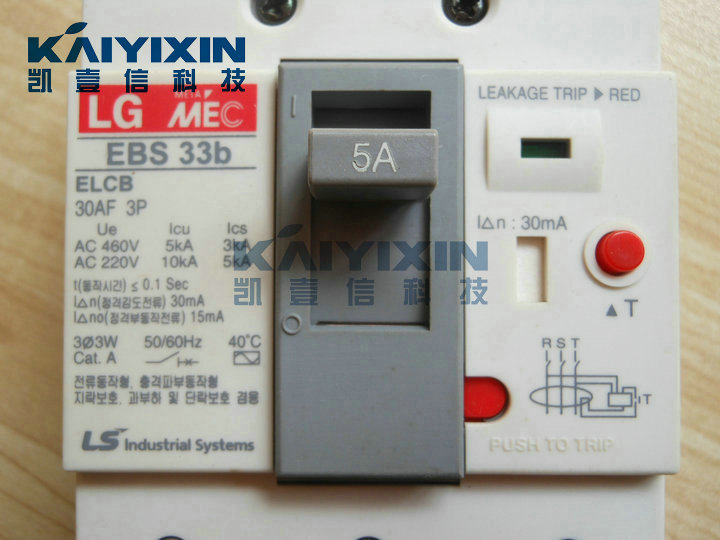 KAIYIXIN
凯壹信科技
LG META MEC
EBS 33b
ELCB
30AF 3P
Ue Icu Ics
AC 460V 5kA 3kA
AC 220V 10kA 5kA
t(동작시간) ≤ 0.1 Sec
I△n(정격감도전류) 30mA
I△no(정격부동작전류) 15mA
3Ø3W 50/60Hz 40°C
Cat. A
전류동작형, 충격파부동작형
지락보호, 과부하 및 단락보호 겸용
LS Industrial Systems
I
5A
O
KAIYIXIN
凯壹信科技
LEAKAGE TRIP ▶ RED
I△n : 30mA
▲T
R S T
T
PUSH TO TRIP